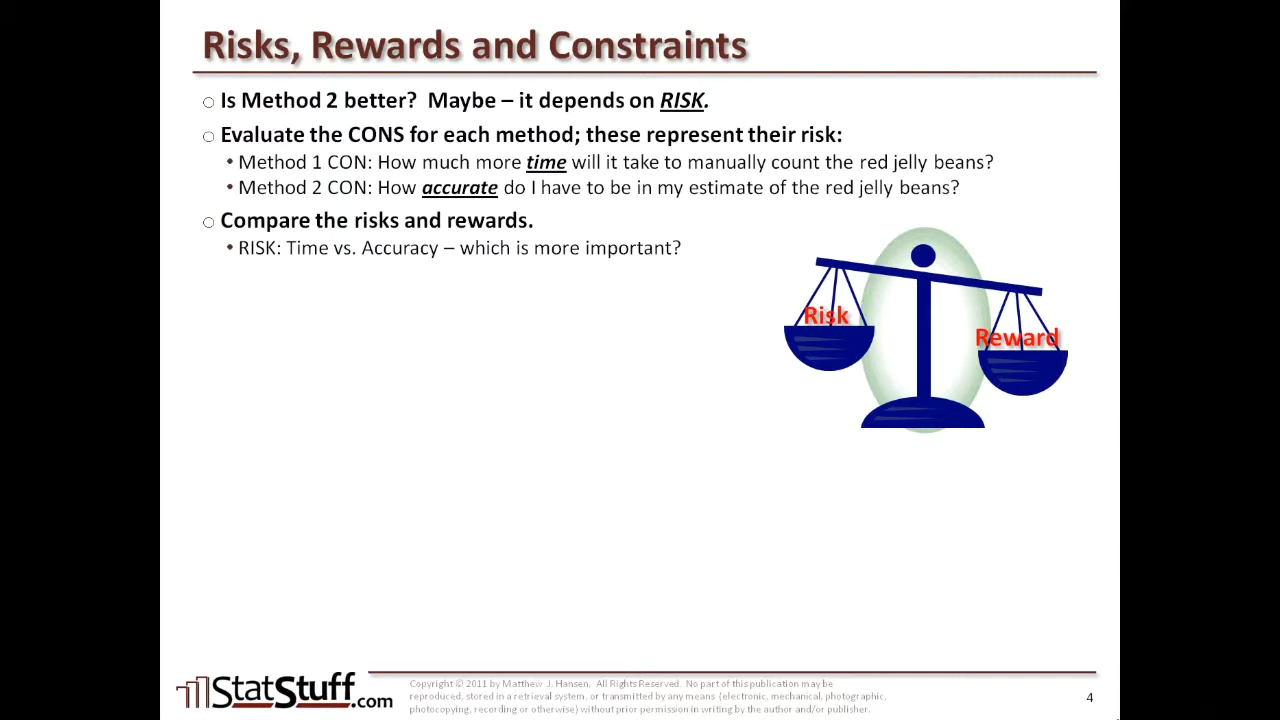 Risks, Rewards and Constraints
Is Method 2 better?  Maybe – it depends on RISK.
Evaluate the CONS for each method; these represent their risk:
• Method 1 CON: How much more time will it take to manually count the red jelly beans?
• Method 2 CON: How accurate do I have to be in my estimate of the red jelly beans?
Compare the risks and rewards.
• RISK: Time vs. Accuracy – which is more important?
Risk
Reward
StatStuff.com
Copyright © 2011 by Matthew J. Hansen.  All Rights Reserved.  No part of this publication may be
reproduced, stored in a retrieval system, or transmitted by any means (electronic, mechanical, photographic,
photocopying, recording or otherwise) without prior permission in writing by the author and/or publisher.
4